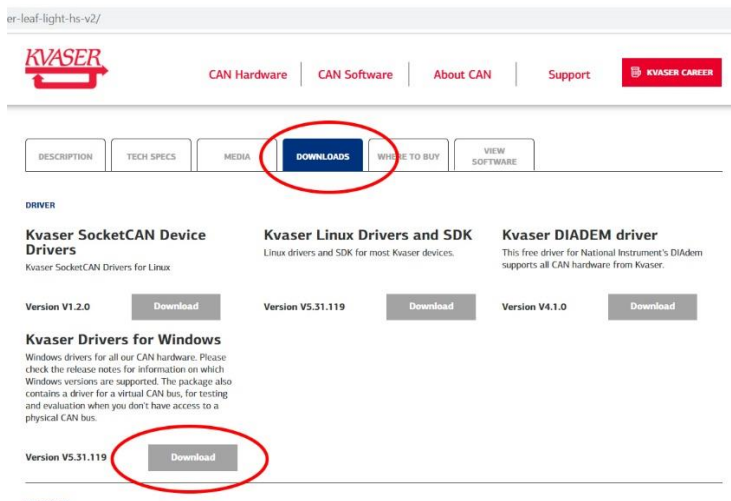 er-leaf-light-hs-v2/
KVASER
CAN Hardware
CAN Software
About CAN
Support
KVASER CAREER
DESCRIPTION
TECH SPECS
MEDIA
DOWNLOADS
WHERE TO BUY
VIEW
SOFTWARE
DRIVER
Kvaser SocketCAN Device
Drivers
Kvaser SocketCAN Drivers for Linux
Version V1.2.0
Download
Kvaser Linux Drivers and SDK
Linux drivers and SDK for most Kvaser devices.
Version V5.31.119
Download
Kvaser DIADEM driver
This free driver for National Instrument's DIAdem
supports all CAN hardware from Kvaser.
Version V4.1.0
Download
Kvaser Drivers for Windows
Windows drivers for all our CAN hardware. Please
check the release notes for information on which
Windows versions are supported. The package also
contains a driver for a virtual CAN bus, for testing
and evaluation when you don't have access to a
physical CAN bus.
Version V5.31.119
Download